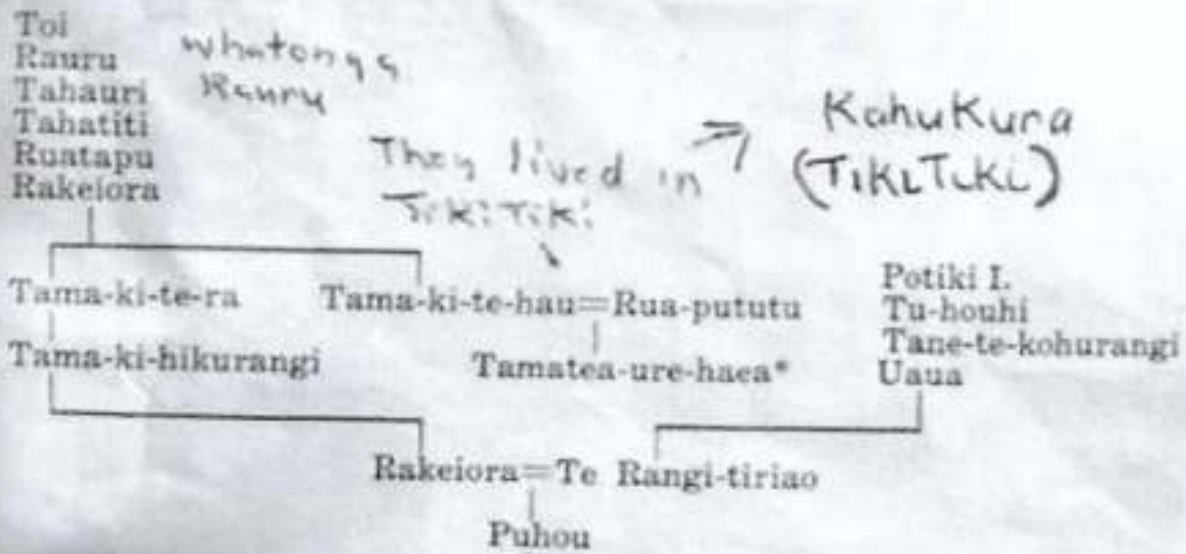 Toi
Rauru
Tahauri
Tahatiti
Ruatapu
Rakeiora
whatonga
Rauru
They lived in
TiKiTiKi
KahuKura
(TIKITIKi)
Tama-ki-te-ra
Tama-ki-te-hau=Rua-pututu
Potiki I.
Tu-houhi
Tane-te-kohurangi
Uaua
Tama-ki-hikurangi
Tamatea-ure-haea*
Rakeiora=Te Rangi-tiriao
Puhou